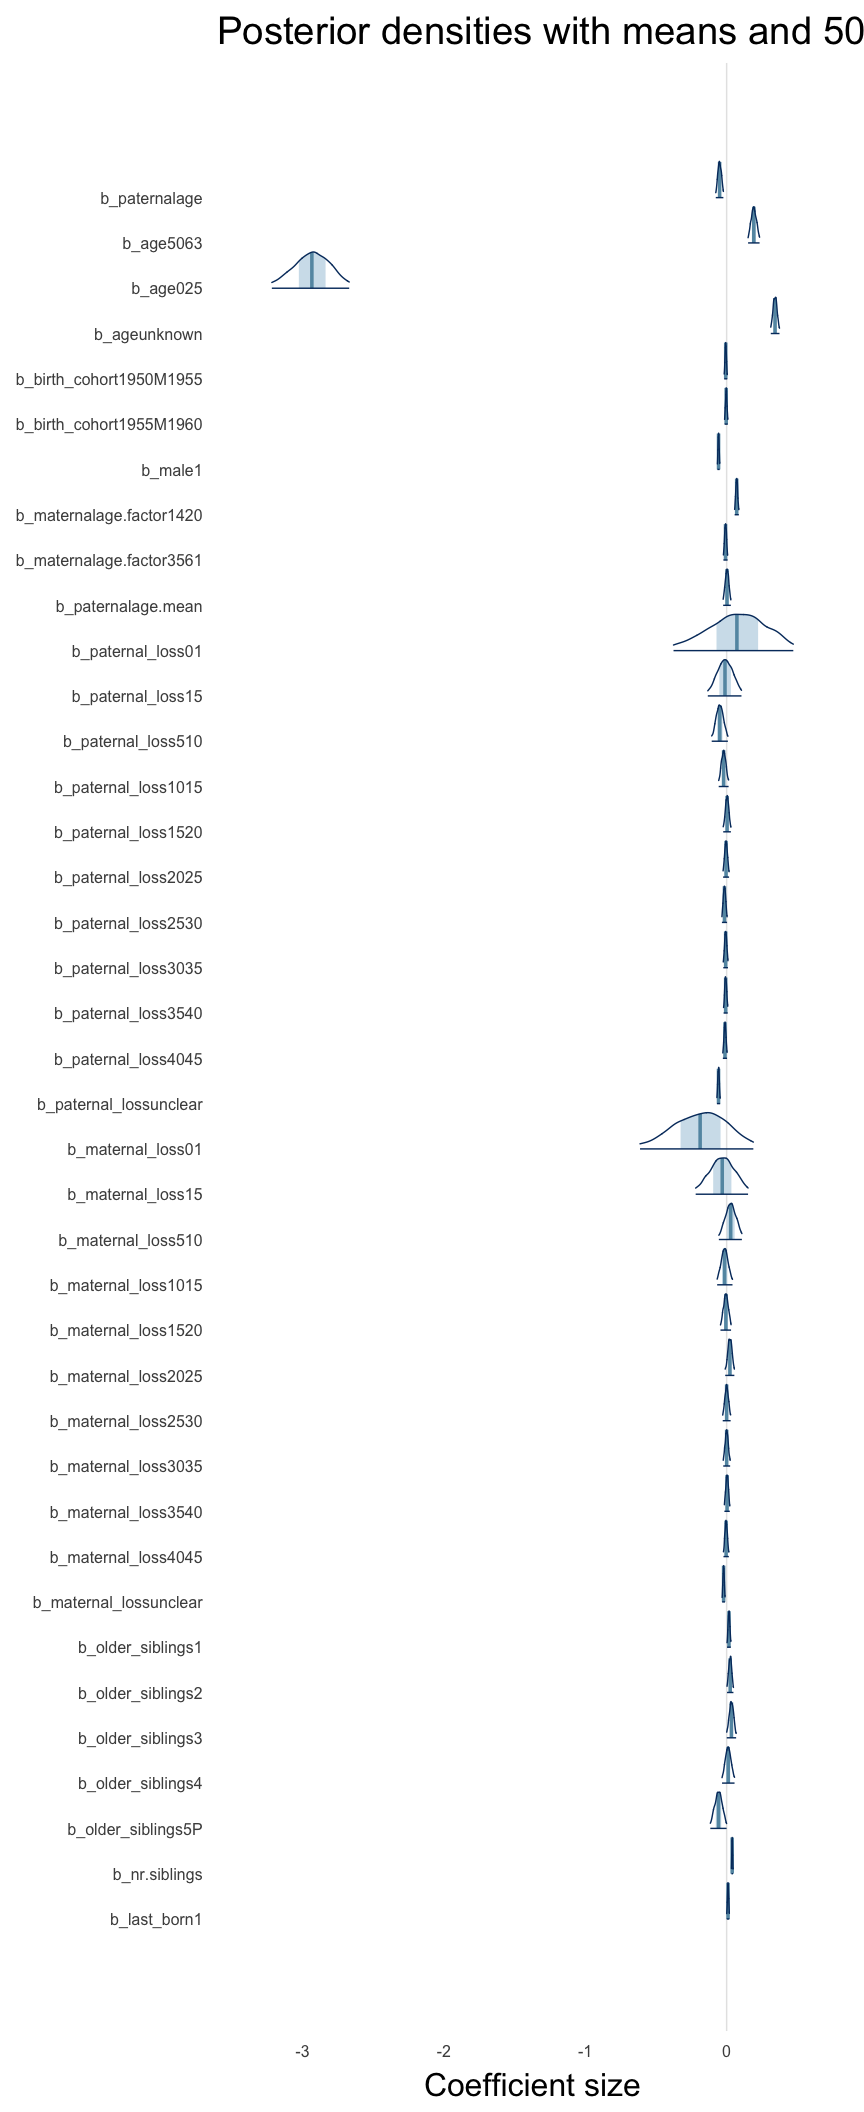 Posterior densities with means and 50
b_paternalage
b_age5063
b_age025
b_ageunknown
b_birth_cohort1950M1955
b_birth_cohort1955M1960
b_male1
b_maternalage.factor1420
b_maternalage.factor3561
b_paternalage.mean
b_paternal_loss01
b_paternal_loss15
b_paternal_loss510
b_paternal_loss1015
b_paternal_loss1520
b_paternal_loss2025
b_paternal_loss2530
b_paternal_loss3035
b_paternal_loss3540
b_paternal_loss4045
b_paternal_lossunclear
b_maternal_loss01
b_maternal_loss15
b_maternal_loss510
b_maternal_loss1015
b_maternal_loss1520
b_maternal_loss2025
b_maternal_loss2530
b_maternal_loss3035
b_maternal_loss3540
b_maternal_loss4045
b_maternal_lossunclear
b_older_siblings1
b_older_siblings2
b_older_siblings3
b_older_siblings4
b_older_siblings5P
b_nr.siblings
b_last_born1
-3 -2 -1 0
Coefficient size